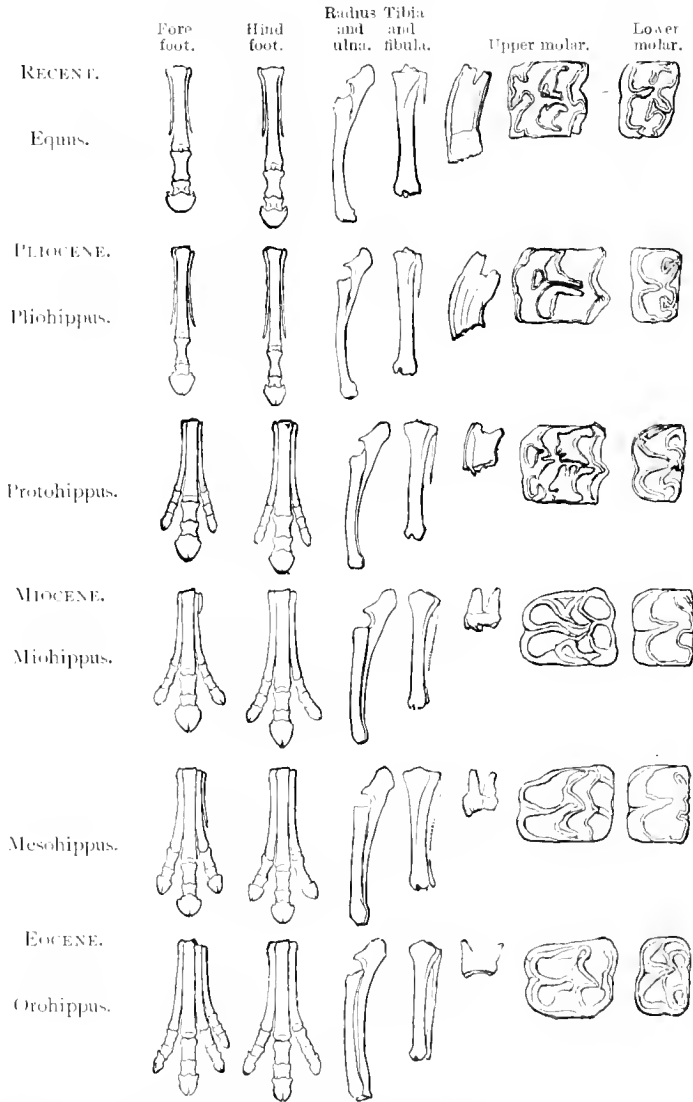 Fore foot.
Hind foot.
Radius and ulna.
Tibia and fibula.
Upper molar.
Lower molar.
RECENT.
Equus.
PLIOCENE.
Pliohippus.
Protohippus.
MIOCENE.
Miohippus.
Mesohippus.
EOCENE.
Orohippus.